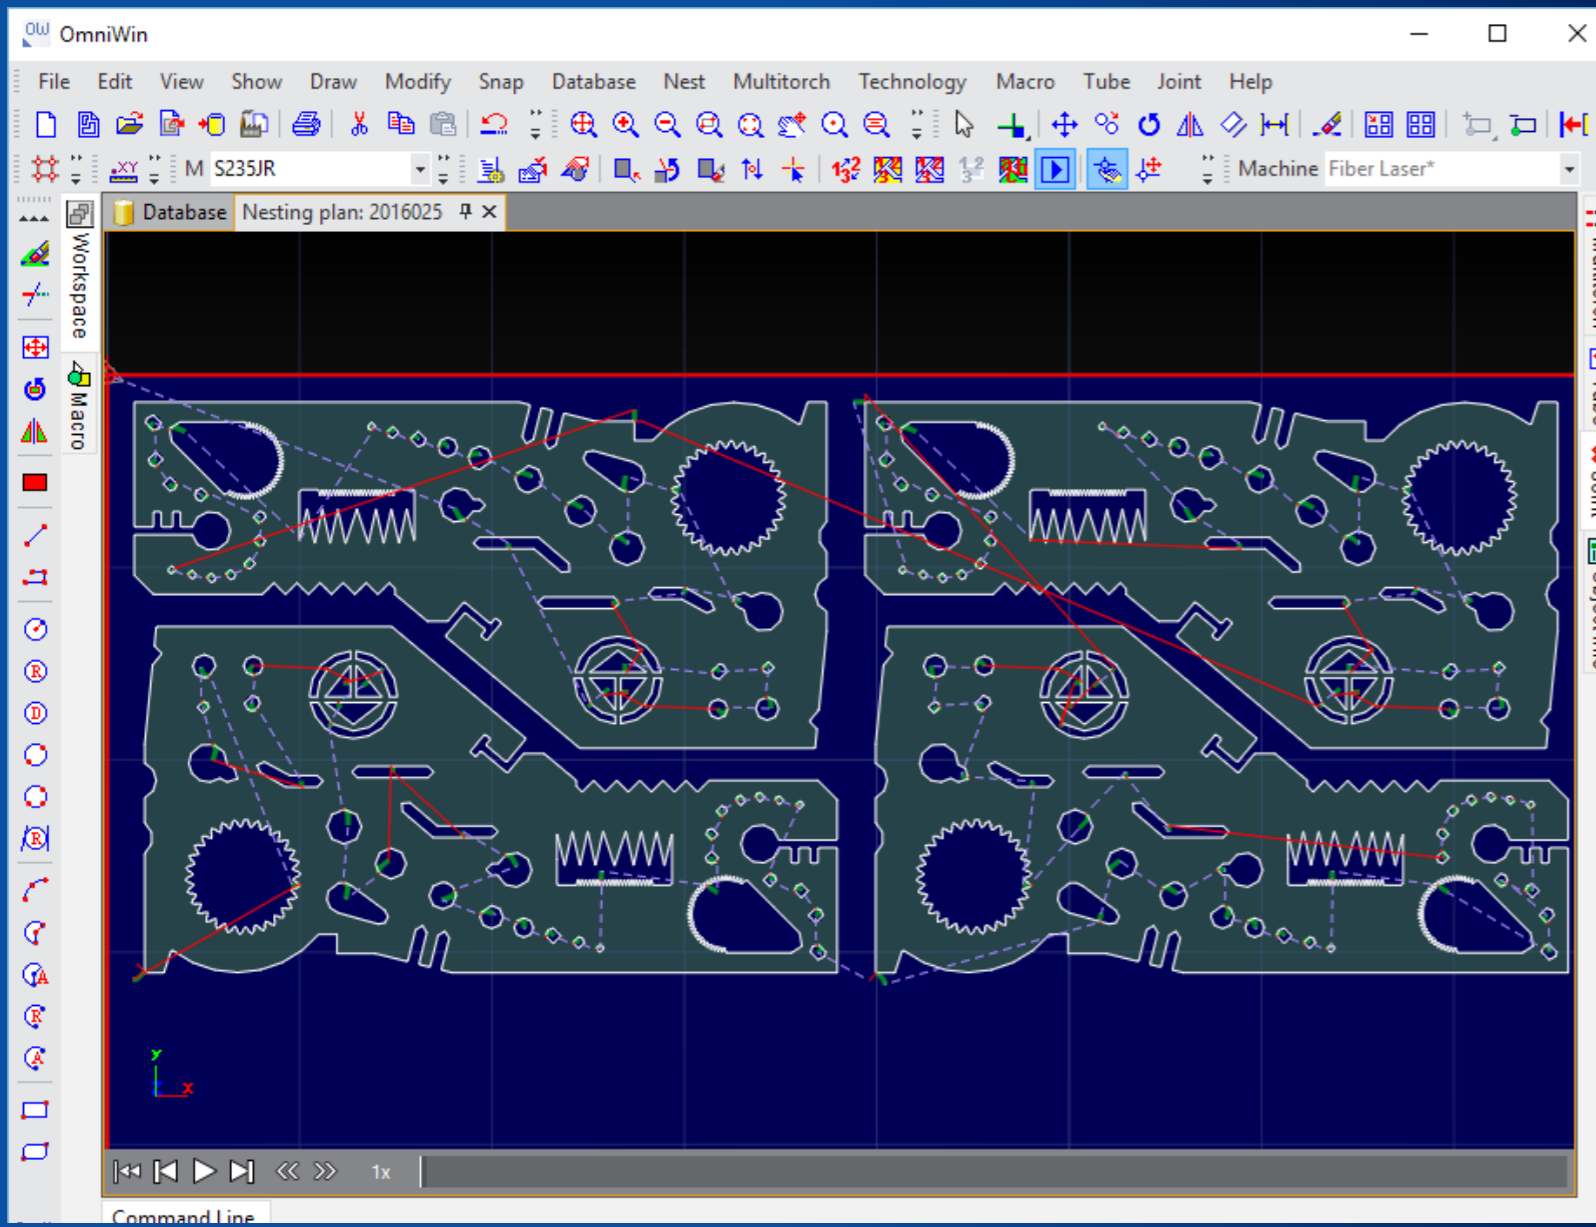 OW OmniWin
File Edit View Show Draw Modify Snap Database Nest Multitorch Technology Macro Tube Joint Help
M S235JR Machine Fiber Laser*
Database Nesting plan: 2016025
Workspace
Macro
Y
X
1x
Command Line